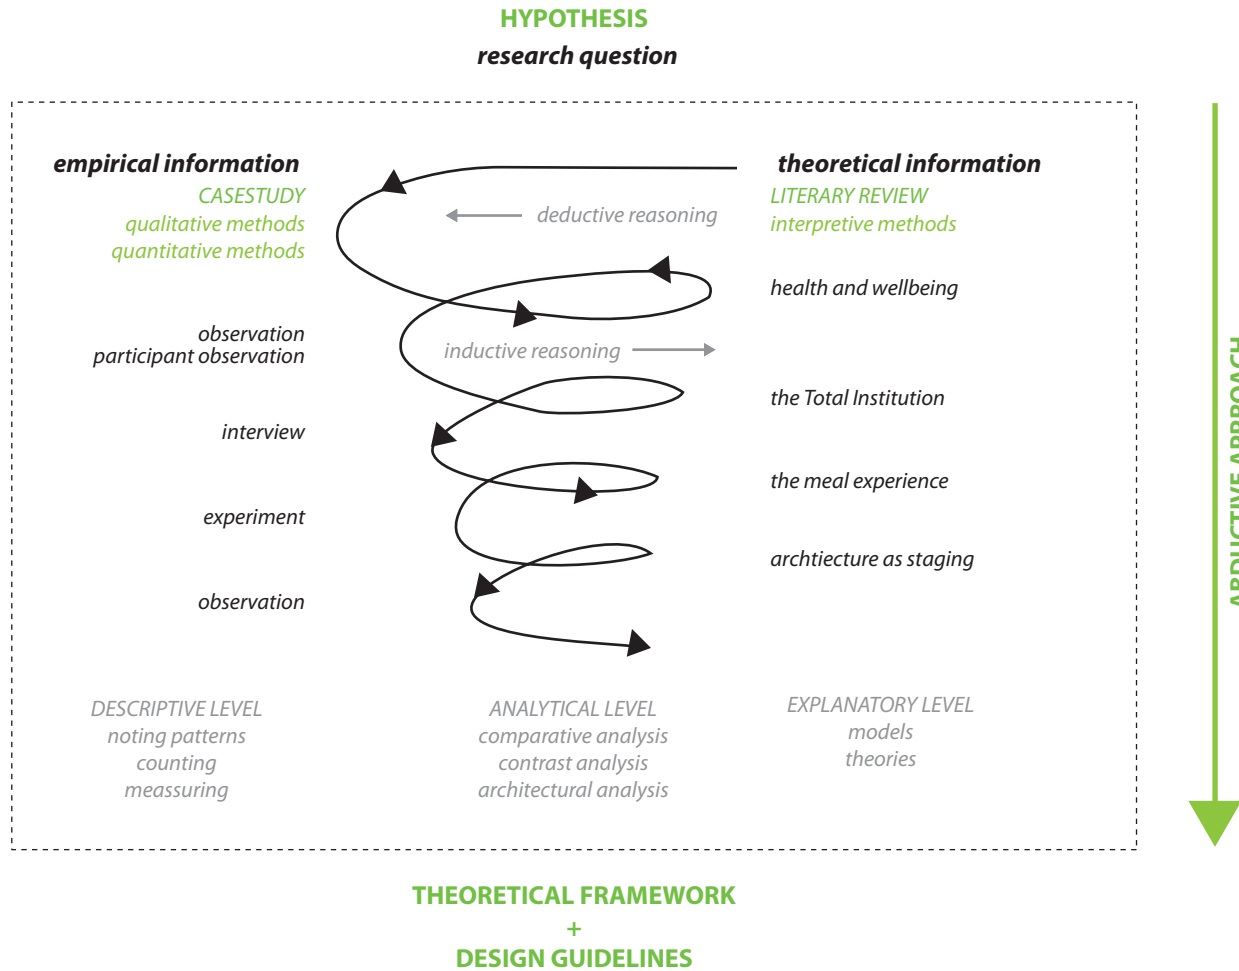 HYPOTHESIS
research question
empirical information
CASESTUDY
qualitative methods
quantitative methods
observation
participant observation
interview
experiment
observation
deductive reasoning
inductive reasoning
theoretical information
LITERARY REVIEW
interpretive methods
health and wellbeing
the Total Institution
the meal experience
archtiecture as staging
DESCRIPTIVE LEVEL
noting patterns
counting
meassuring
ANALYTICAL LEVEL
comparative analysis
contrast analysis
architectural analysis
EXPLANATORY LEVEL
models
theories
ABDUCTIVE APPROACH
THEORETICAL FRAMEWORK
+
DESIGN GUIDELINES